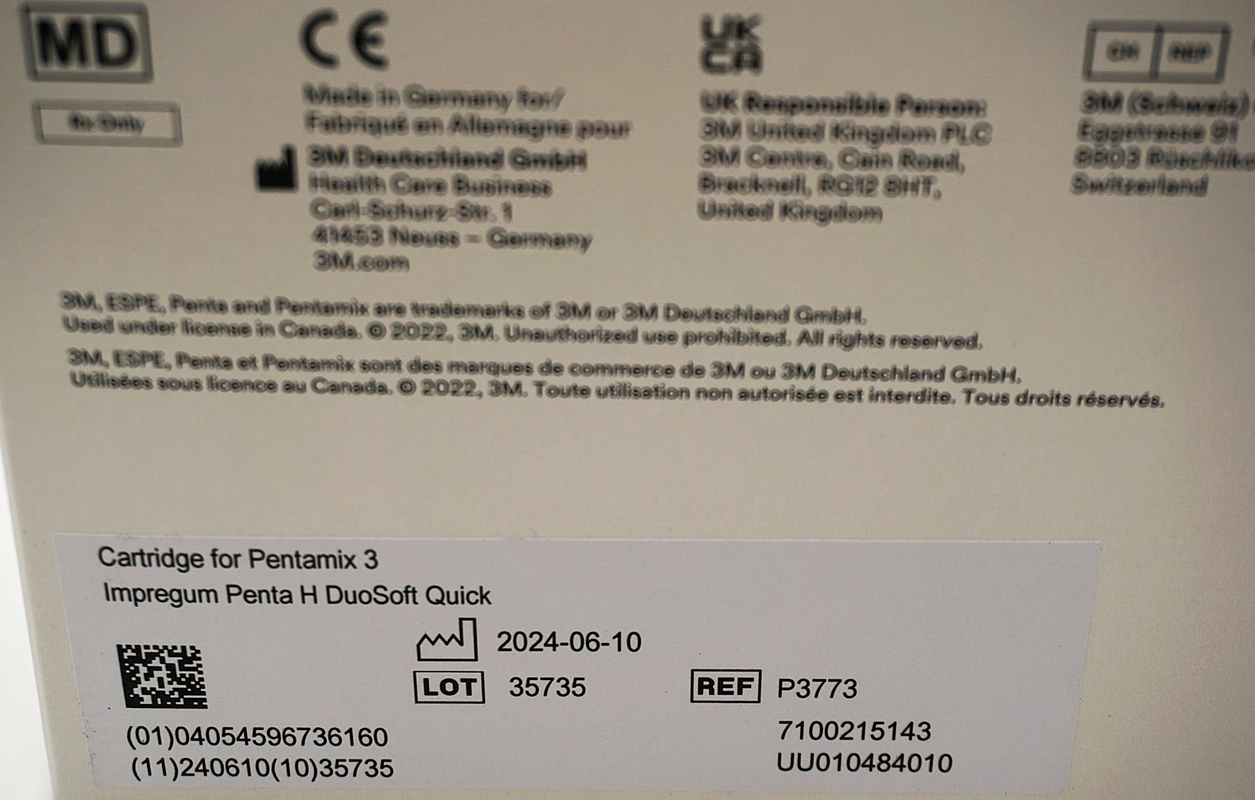 MD
CE
UK
CA
CH REP
Rx Only
Made in Germany for/
Fabriqué en Allemagne pour
3M Deutschland GmbH
Health Care Business
Carl-Schurz-Str. 1
41453 Neuss – Germany
3M.com
UK Responsible Person:
3M United Kingdom PLC
3M Centre, Cain Road,
Bracknell, RG12 8HT,
United Kingdom
3M (Schweiz)
Eggstrasse 91
8803
Switzerland
3M, ESPE, Penta and Pentamix are trademarks of 3M or 3M Deutschland GmbH.
Used under license in Canada. © 2022, 3M. Unauthorized use prohibited. All rights reserved.
3M, ESPE, Penta et Pentamix sont des marques de commerce de 3M ou 3M Deutschland GmbH.
Utilisées sous licence au Canada. © 2022, 3M. Toute utilisation non autorisée est interdite. Tous droits réservés.
Cartridge for Pentamix 3
Impregum Penta H DuoSoft Quick
2024-06-10
LOT 35735
REF P3773
7100215143
UU010484010
(01)04054596736160
(11)240610(10)35735